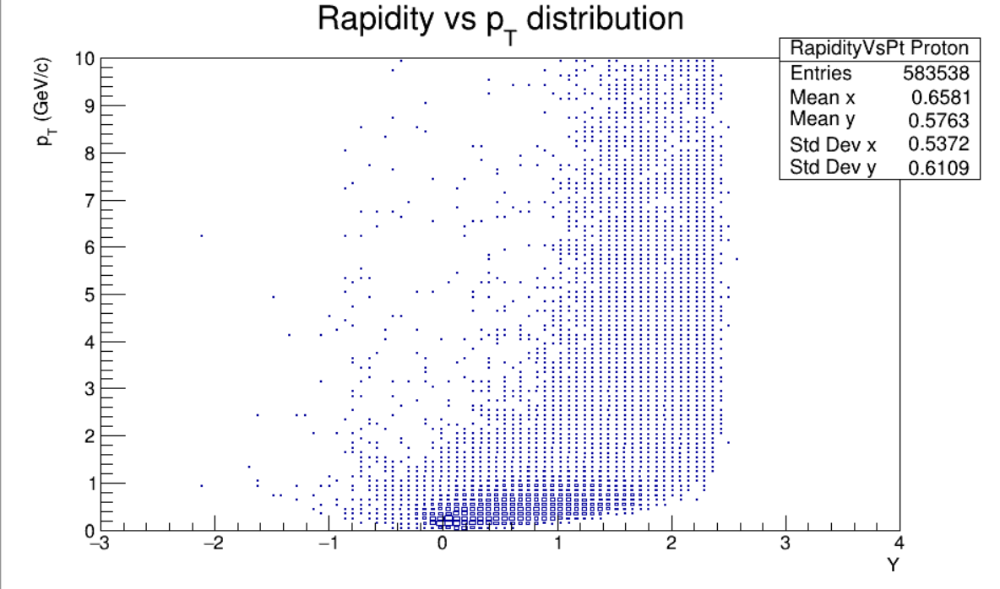 Rapidity vs p_T distribution
RapidityVsPt Proton
Entries 583538
Mean x 0.6581
Mean y 0.5763
Std Dev x 0.5372
Std Dev y 0.6109
p_T (GeV/c)
10
9
8
7
6
5
4
3
2
1
0
−3 −2 −1 0 1 2 3 4
Y